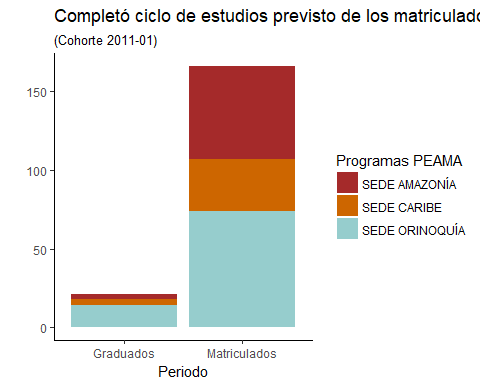 Completó ciclo de estudios previsto de los matriculado
(Cohorte 2011-01)
150
100
50
0
Graduados
Matriculados
Periodo
Programas PEAMA
SEDE AMAZONÍA
SEDE CARIBE
SEDE ORINOQUÍA